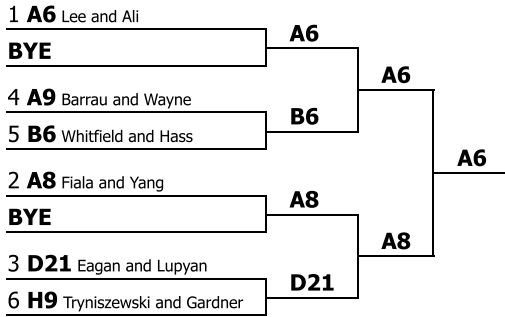 1 A6 Lee and Ali
BYE
A6
4 A9 Barrau and Wayne
5 B6 Whitfield and Hass
B6
A6
2 A8 Fiala and Yang
BYE
A8
3 D21 Eagan and Lupyan
6 H9 Tryniszewski and Gardner
D21
A8
A6